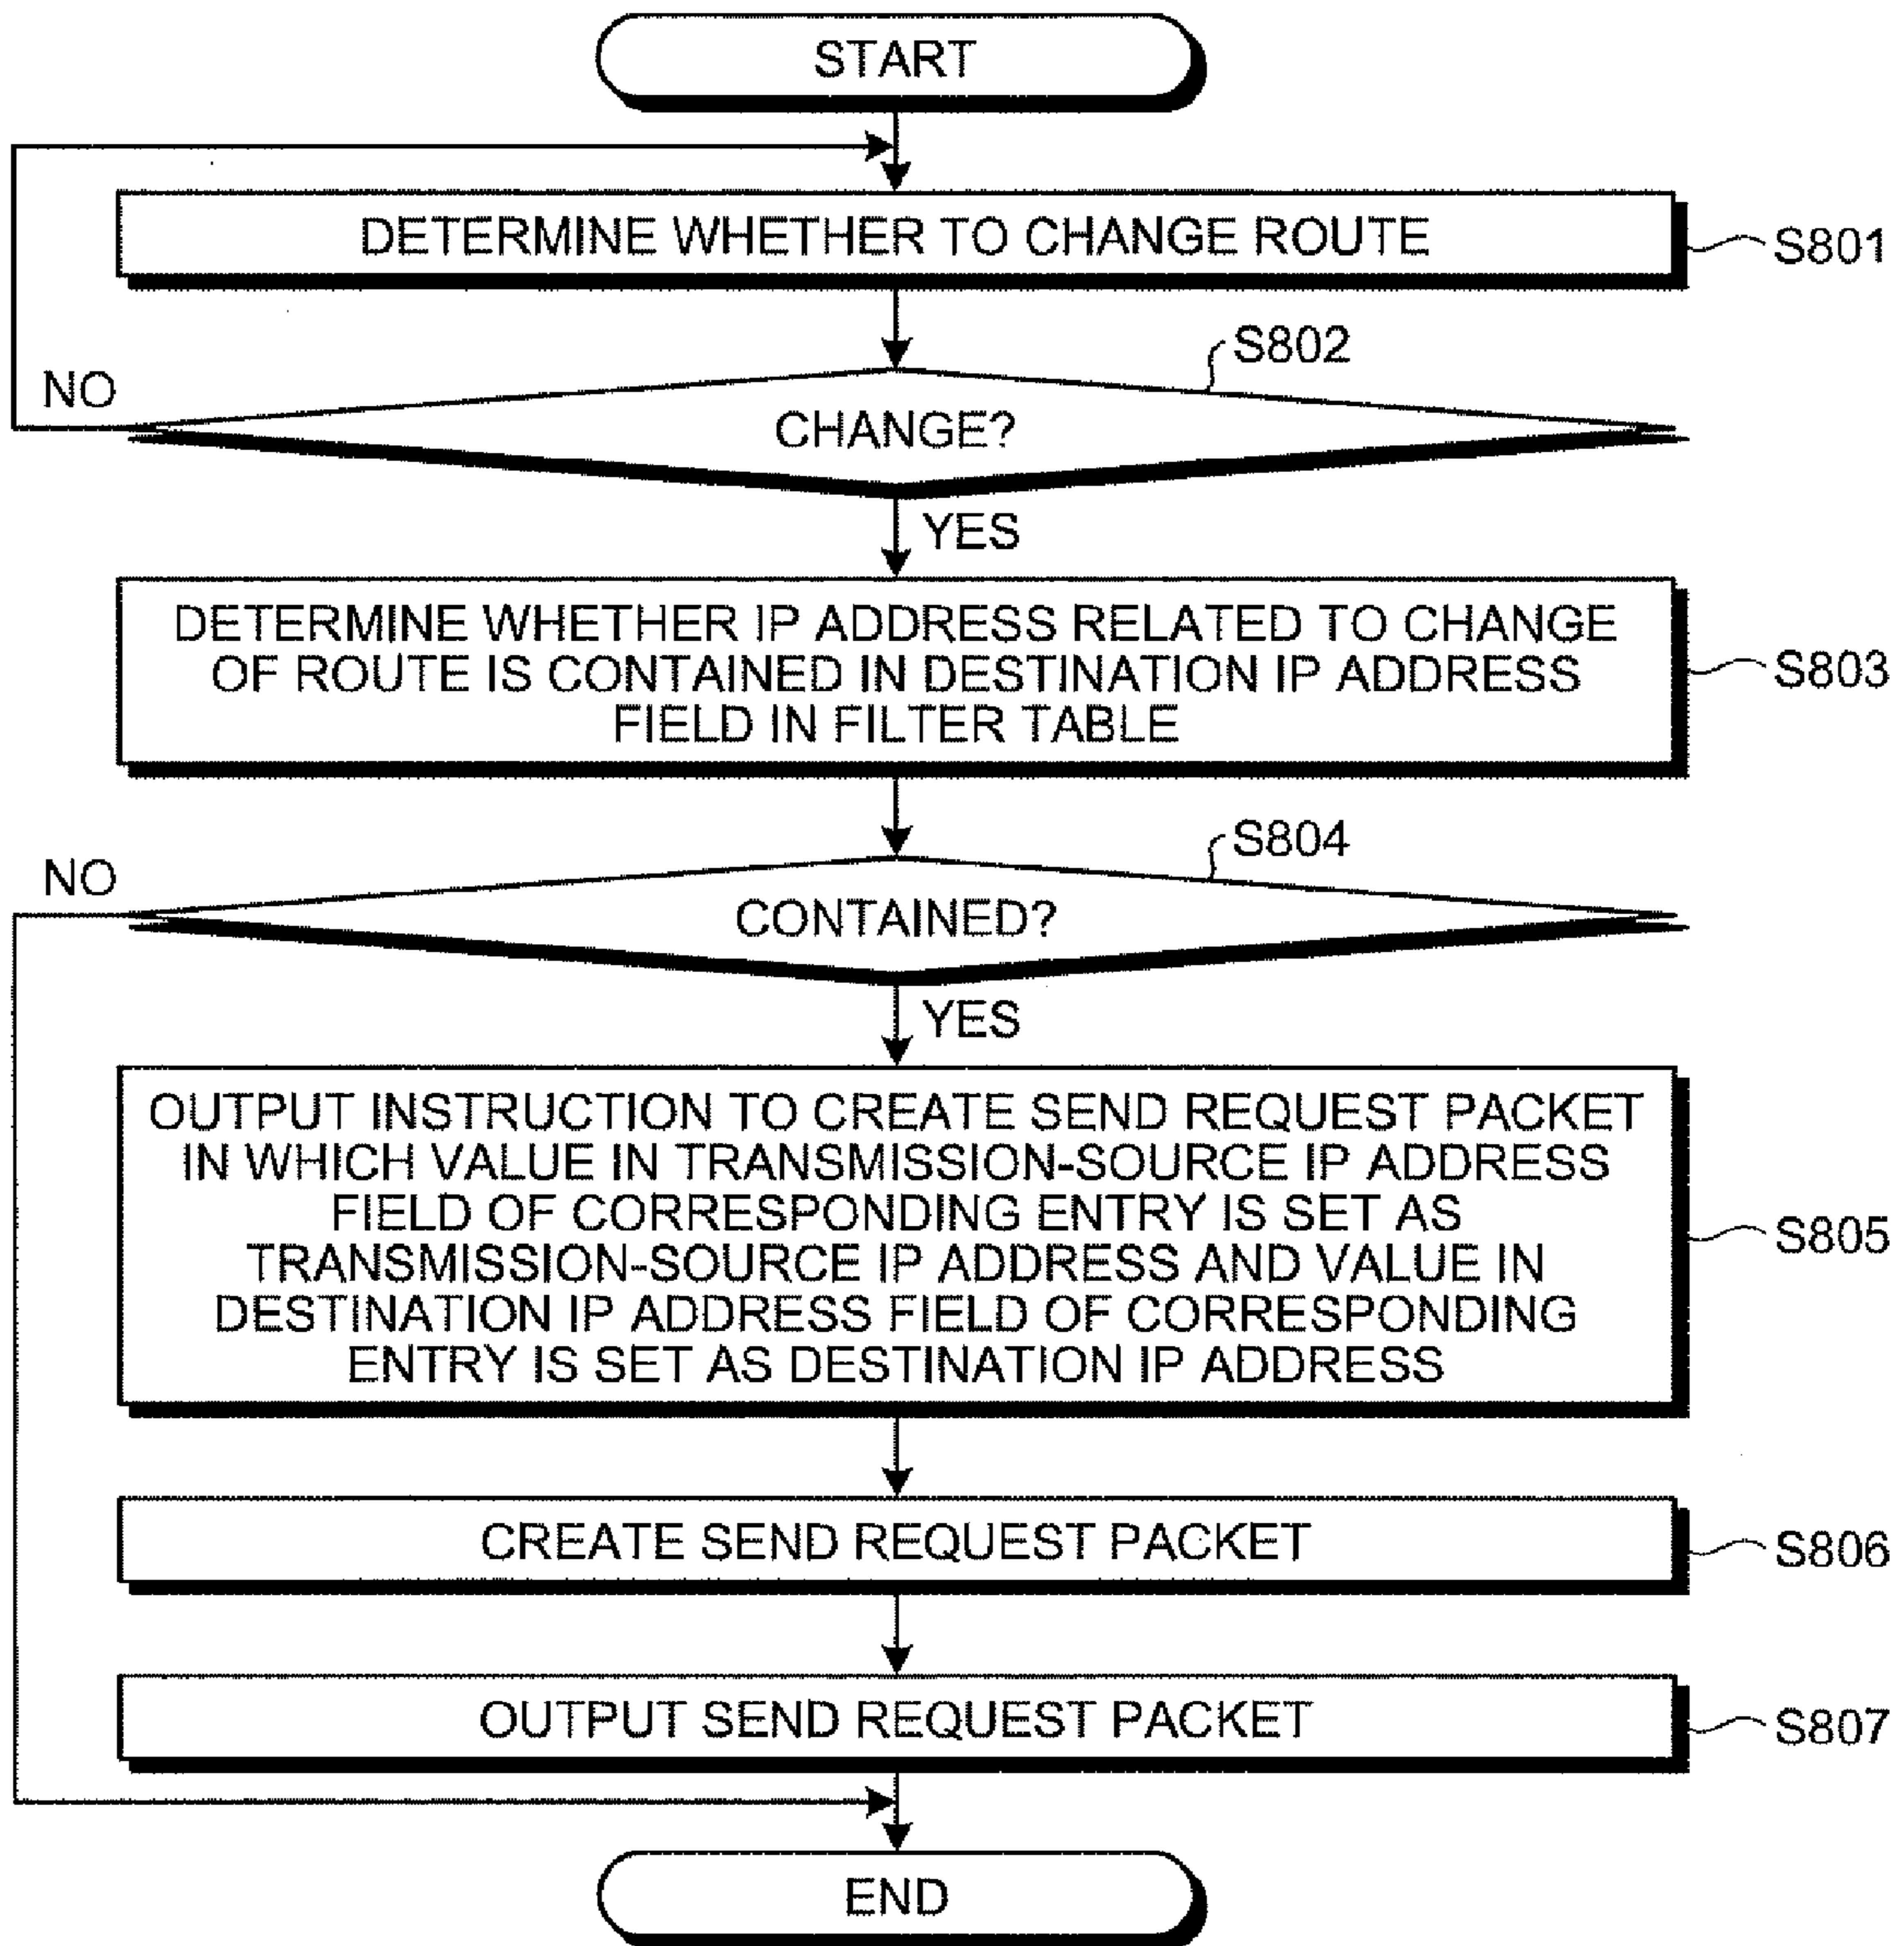 START
DETERMINE WHETHER TO CHANGE ROUTE
S801
S802
NO
CHANGE?
YES
DETERMINE WHETHER IP ADDRESS RELATED TO CHANGE
OF ROUTE IS CONTAINED IN DESTINATION IP ADDRESS
FIELD IN FILTER TABLE
S803
S804
NO
CONTAINED?
YES
OUTPUT INSTRUCTION TO CREATE SEND REQUEST PACKET
IN WHICH VALUE IN TRANSMISSION-SOURCE IP ADDRESS
FIELD OF CORRESPONDING ENTRY IS SET AS
TRANSMISSION-SOURCE IP ADDRESS AND VALUE IN
DESTINATION IP ADDRESS FIELD OF CORRESPONDING
ENTRY IS SET AS DESTINATION IP ADDRESS
S805
CREATE SEND REQUEST PACKET
S806
OUTPUT SEND REQUEST PACKET
S807
END